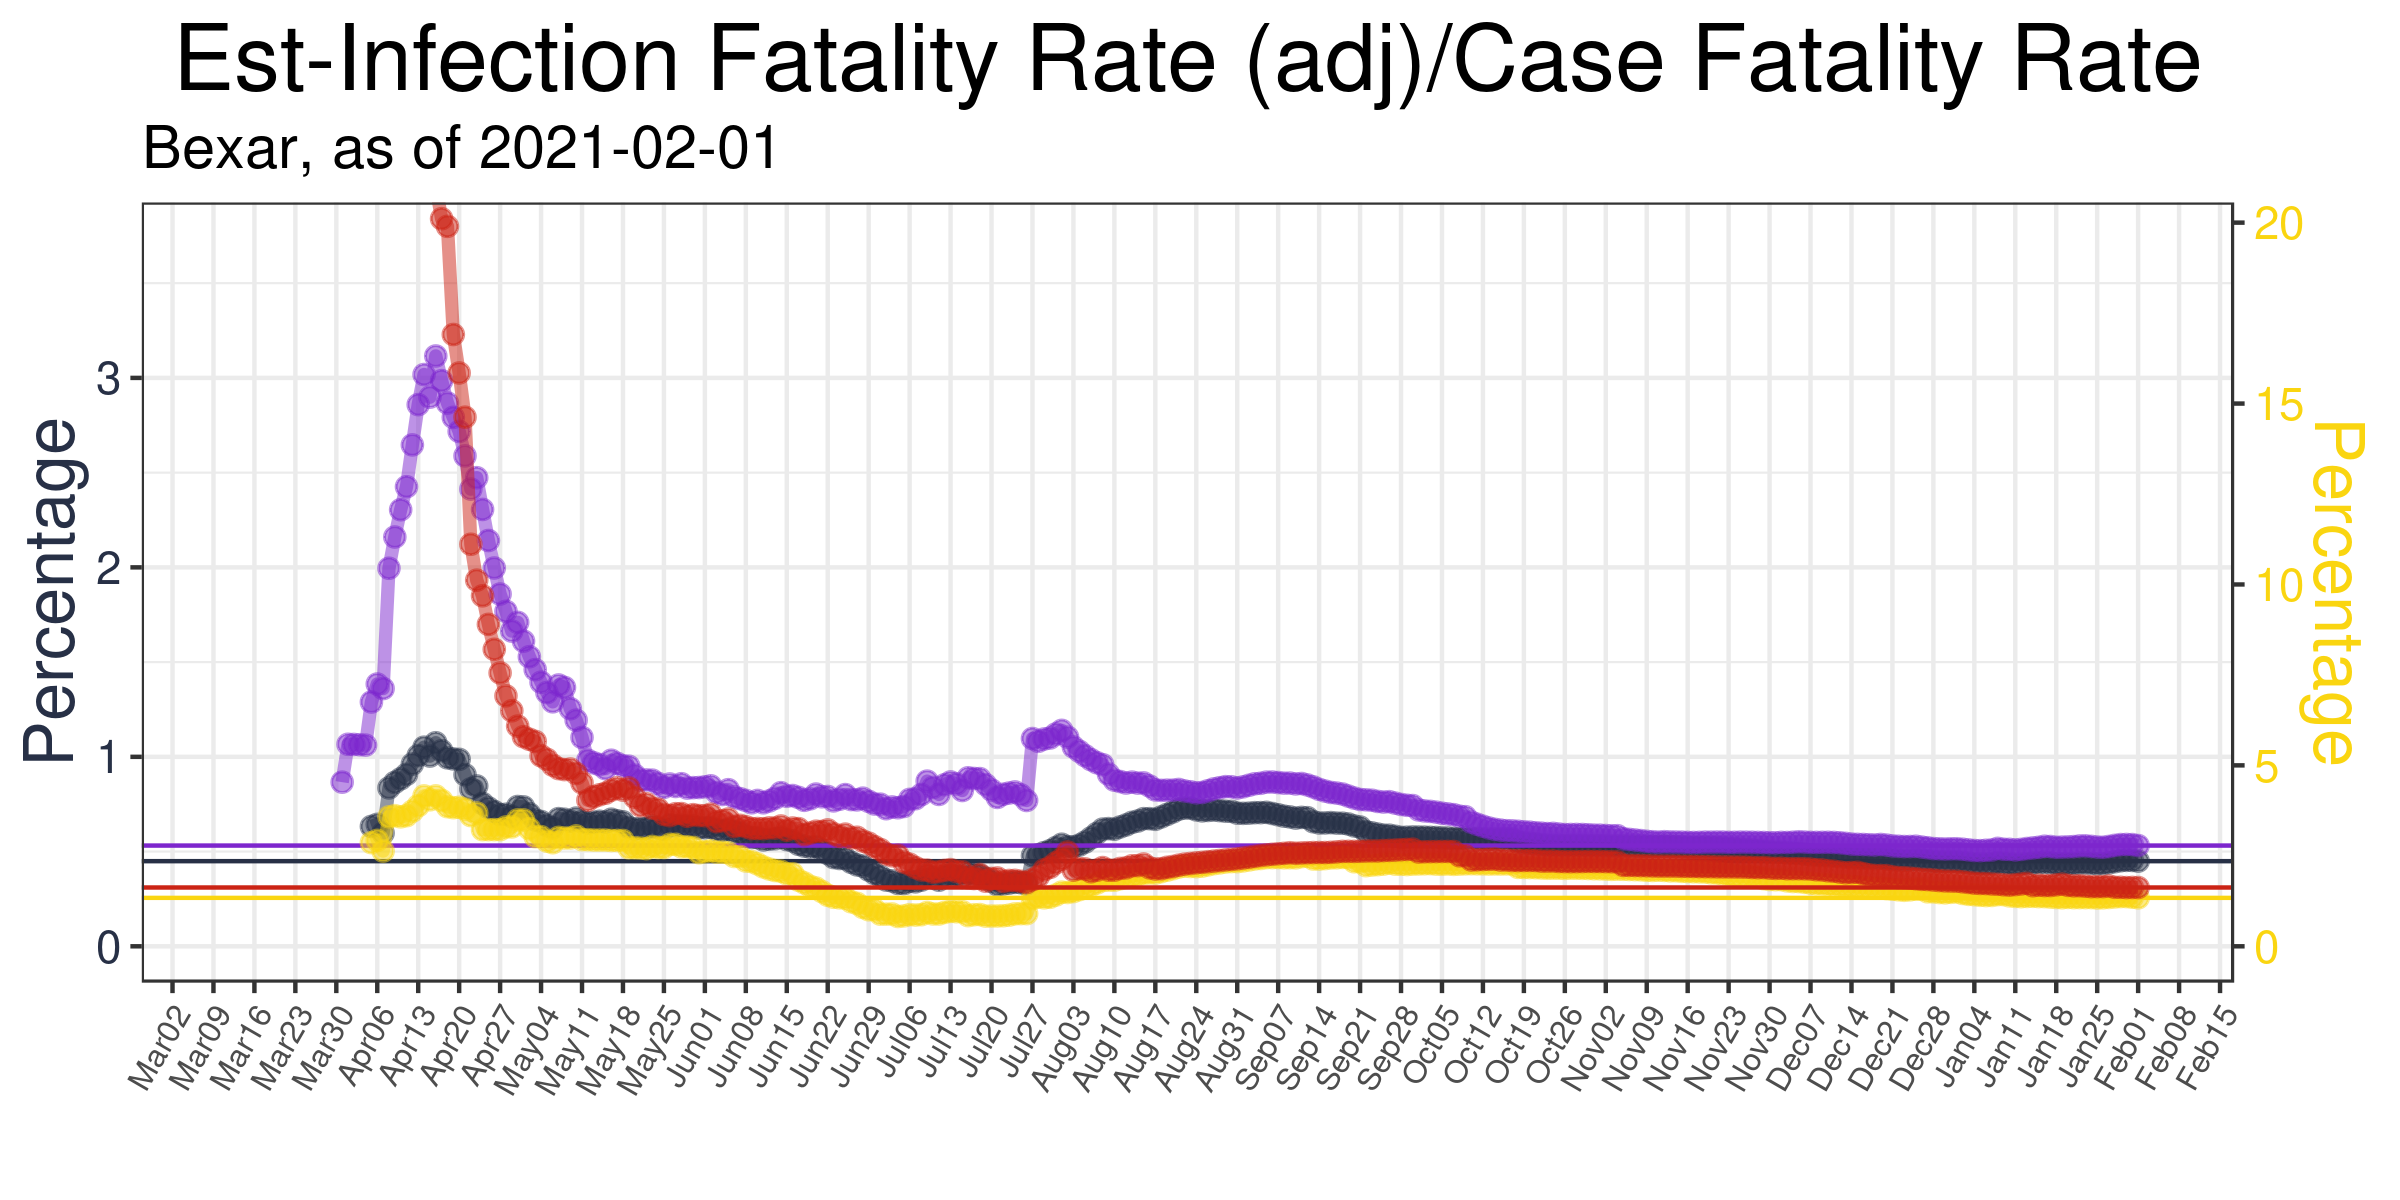 Est-Infection Fatality Rate (adj)/Case Fatality Rate
Bexar, as of 2021-02-01
Percentage
3
2
1
0
20
15
10
5
0
Percentage
Mar02
Mar09
Mar16
Mar23
Mar30
Apr06
Apr13
Apr20
Apr27
May04
May11
May18
May25
Jun01
Jun08
Jun15
Jun22
Jun29
Jul06
Jul13
Jul20
Jul27
Aug03
Aug10
Aug17
Aug24
Aug31
Sep07
Sep14
Sep21
Sep28
Oct05
Oct12
Oct19
Oct26
Nov02
Nov09
Nov16
Nov23
Nov30
Dec07
Dec14
Dec21
Dec28
Jan04
Jan11
Jan18
Jan25
Feb01
Feb08
Feb15